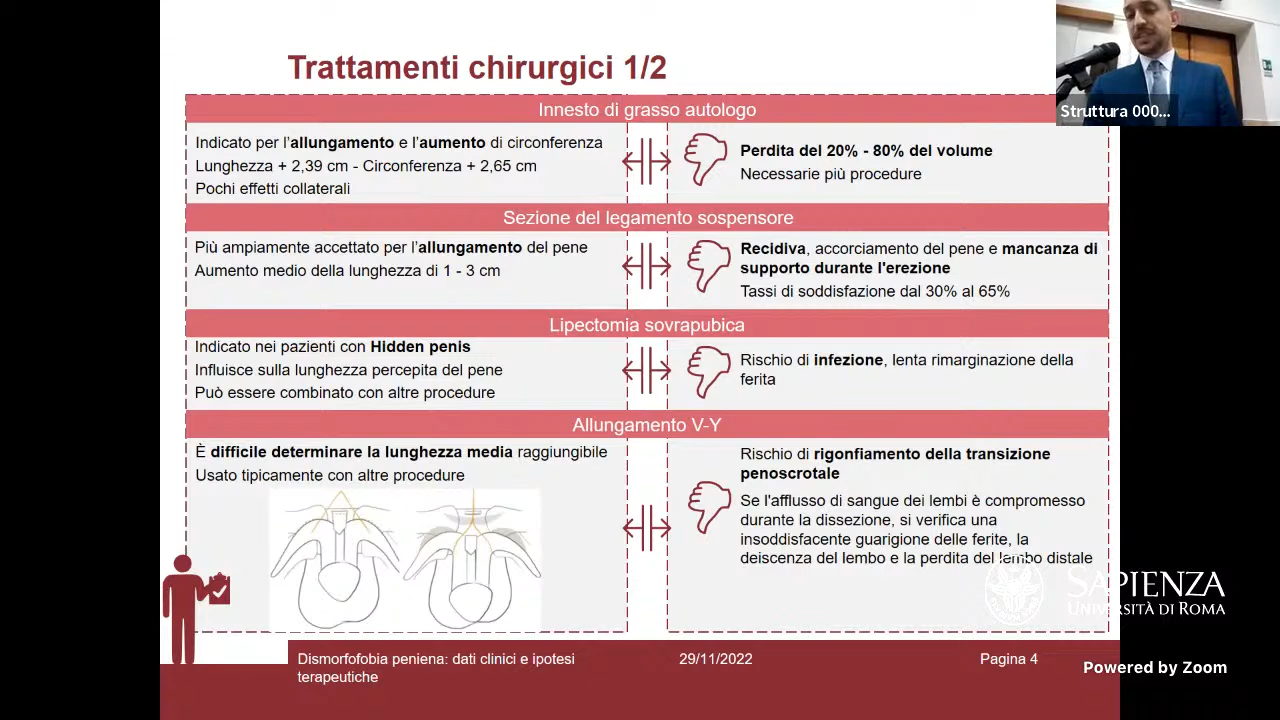 Trattamenti chirurgici 1/2
Struttura 000...
Innesto di grasso autologo
Indicato per l'allungamento e l'aumento di circonferenza
Lunghezza + 2,39 cm - Circonferenza + 2,65 cm
Pochi effetti collaterali
Perdita del 20% - 80% del volume
Necessarie più procedure
Sezione del legamento sospensore
Più ampiamente accettato per l'allungamento del pene
Aumento medio della lunghezza di 1 - 3 cm
Recidiva, accorciamento del pene e mancanza di
supporto durante l'erezione
Tassi di soddisfazione dal 30% al 65%
Lipectomia sovrapubica
Indicato nei pazienti con Hidden penis
Influisce sulla lunghezza percepita del pene
Può essere combinato con altre procedure
Rischio di infezione, lenta rimarginazione della
ferita
Allungamento V-Y
È difficile determinare la lunghezza media raggiungibile
Usato tipicamente con altre procedure
Rischio di rigonfiamento della transizione
penoscrotale
Se l'afflusso di sangue dei lembi è compromesso
durante la dissezione, si verifica una
insoddisfacente guarigione delle ferite, la
deiscenza del lembo e la perdita del lembo distale
SAPIENZA
UNIVERSITÀ DI ROMA
Dismorfofobia peniena: dati clinici e ipotesi
terapeutiche
29/11/2022
Pagina 4
Powered by Zoom